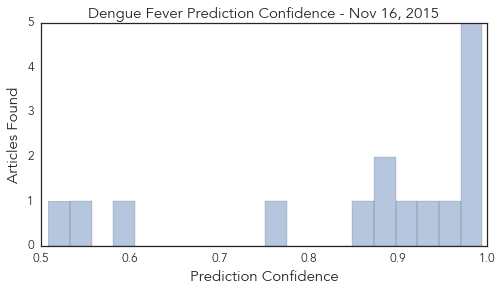 Dengue Fever Prediction Confidence - Nov 16, 2015
5
4
3
2
1
0
Articles Found
0.5 0.6 0.7 0.8 0.9 1.0
Prediction Confidence